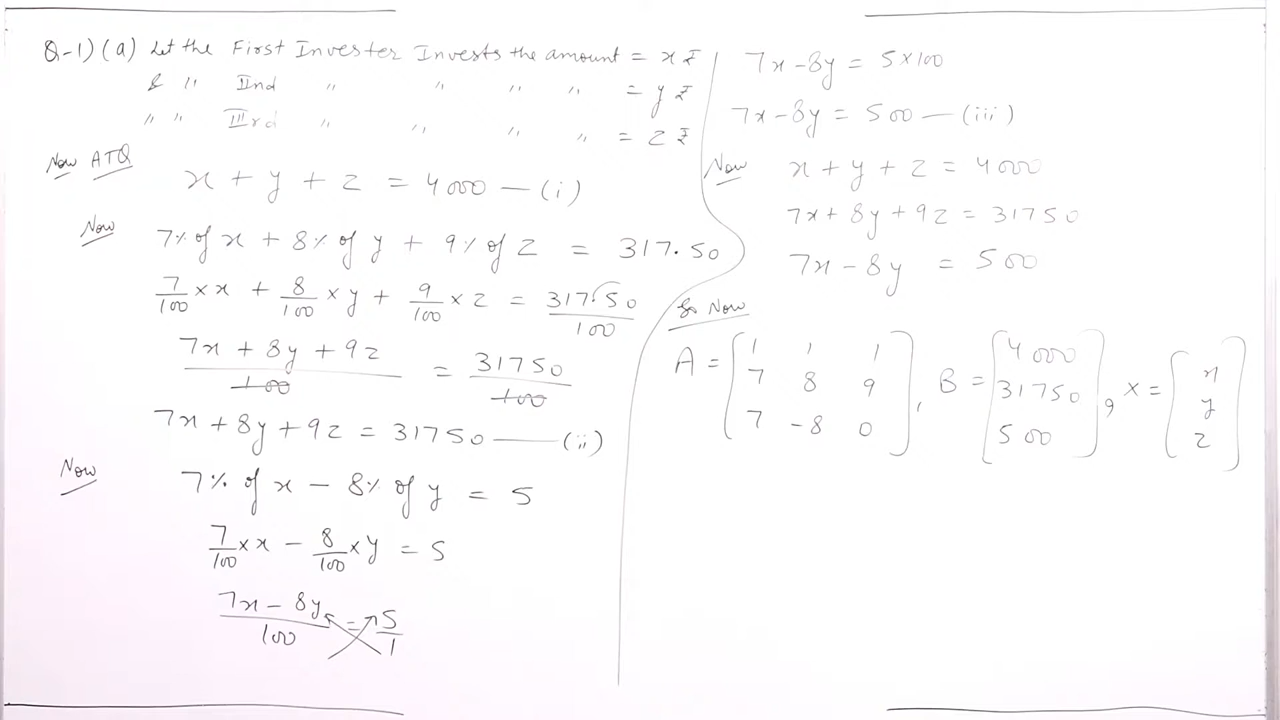 Q-1) (a) Let the First Invester Invests the amount = x ₹
& " IInd " " " " = y ₹
" " IIIrd " " " " = z ₹
Now ATQ
x + y + z = 4000 — (i)
Now
7% of x + 8% of y + 9% of z = 317.50
7/100 × x + 8/100 × y + 9/100 × z = 317.50/100
7x + 8y + 9z / 100 = 31750 / 100
7x + 8y + 9z = 31750 —— (ii)
Now
7% of x − 8% of y = 5
7/100 × x − 8/100 × y = 5
7x − 8y / 100 = 5/1
7x − 8y = 5×100
7x − 8y = 500 — (iii)
Now x + y + z = 4000
7x + 8y + 9z = 31750
7x − 8y = 500
So Now
A = [1 1 1
7 8 9
7 −8 0], B = [4000
31750
500], X = [x
y
z]